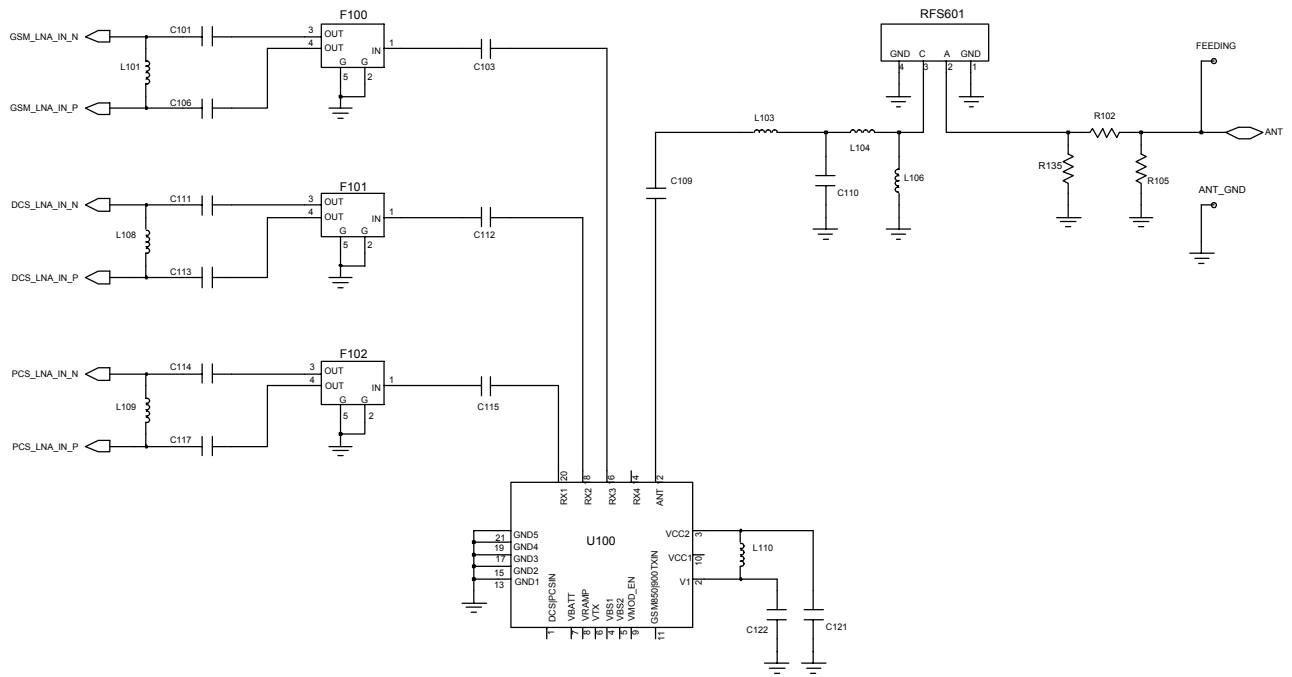 F100
RFS601
GSM_LNA_IN_N
C101
3
OUT
4
OUT
IN
1
G
G
5
2
C103
L101
GSM_LNA_IN_P
C106
GND
C
A
GND
4
3
2
1
FEEDING
L103
L104
C110
L106
R102
R135
R105
ANT
ANT_GND
C109
F101
DCS_LNA_IN_N
C111
3
OUT
4
OUT
IN
1
G
G
5
2
C112
L108
DCS_LNA_IN_P
C113
F102
PCS_LNA_IN_N
C114
3
OUT
4
OUT
IN
1
G
G
5
2
C115
L109
PCS_LNA_IN_P
C117
20
18
16
14
12
RX1
RX2
RX3
RX4
ANT
U100
GND5
21
GND4
19
GND3
17
GND2
15
GND1
13
VCC2
3
VCC1
10
V1
2
L110
C122
C121
DCS|PCSIN
VBATT
VRAMP
VTX
VBS1
VBS2
VMOD_EN
GSM850|900TXIN
1
7
8
6
4
5
9
11